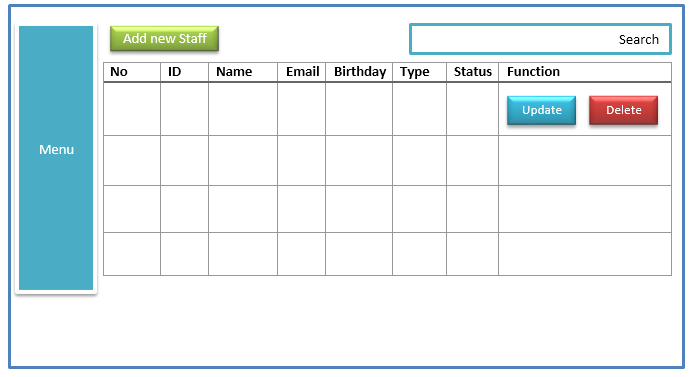 Add new Staff
Search
No ID Name Email Birthday Type Status Function
Update Delete
Menu